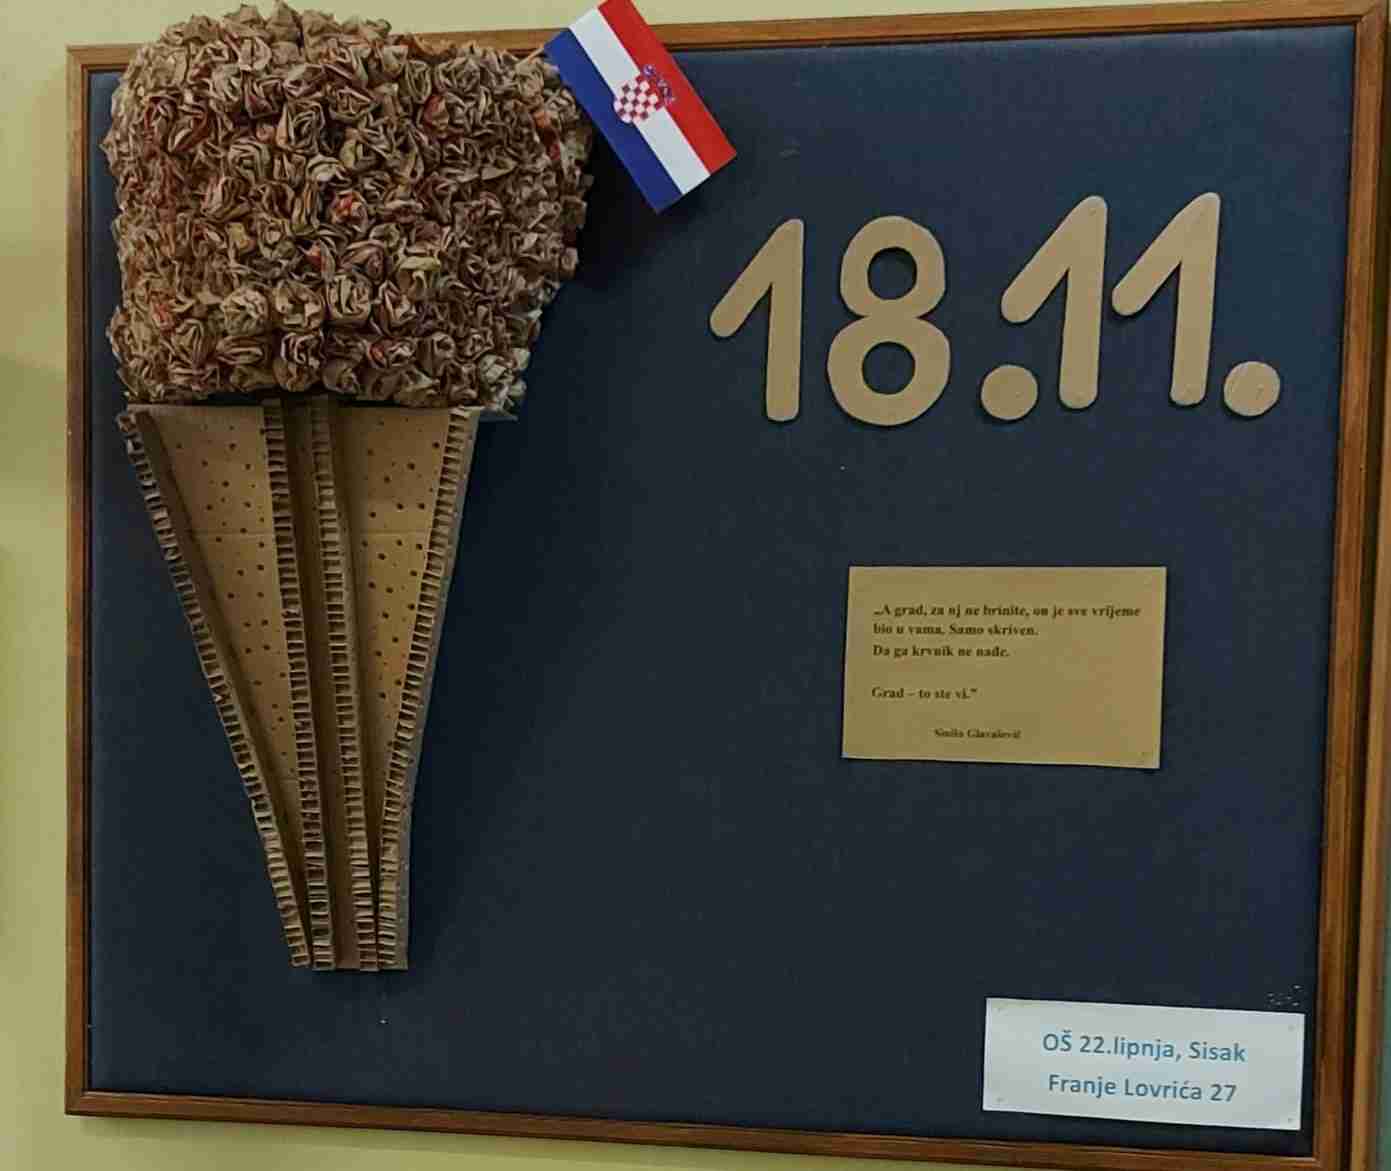 18.11.
„A grad, za nj ne brinite, on je sve vrijeme
bio u vama. Samo skriven.
Da ga krvnik ne nađe.
Grad – to ste vi.”
Siniša Glavašević
OŠ 22.lipnja, Sisak
Franje Lovrića 27